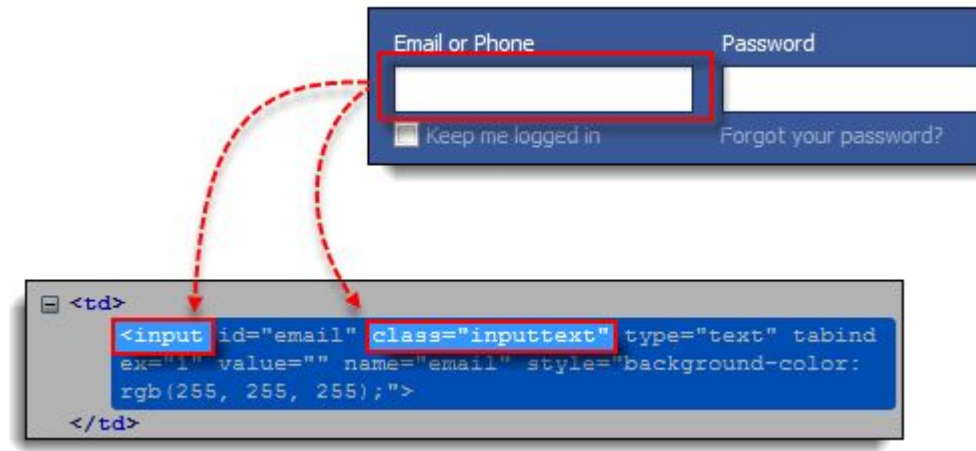 Email or Phone Password
Keep me logged in Forgot your password?
<td>
<input id="email" class="inputtext" type="text" tabind
ex="1" value="" name="email" style="background-color:
rgb(255, 255, 255);">
</td>